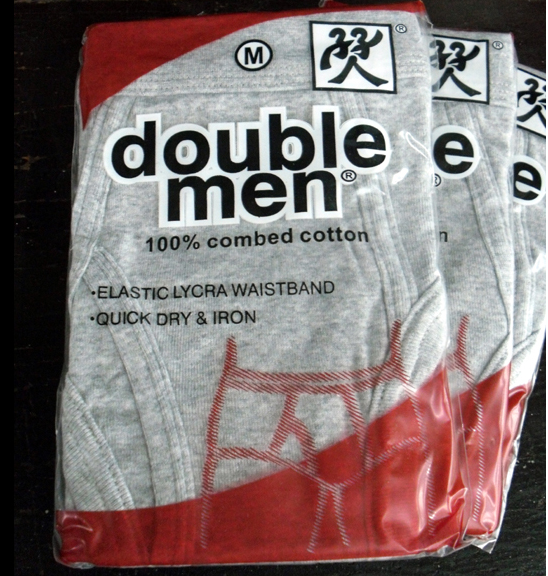 M
®
double
men®
100% combed cotton
•ELASTIC LYCRA WAISTBAND
•QUICK DRY & IRON
®
e
®
n
e